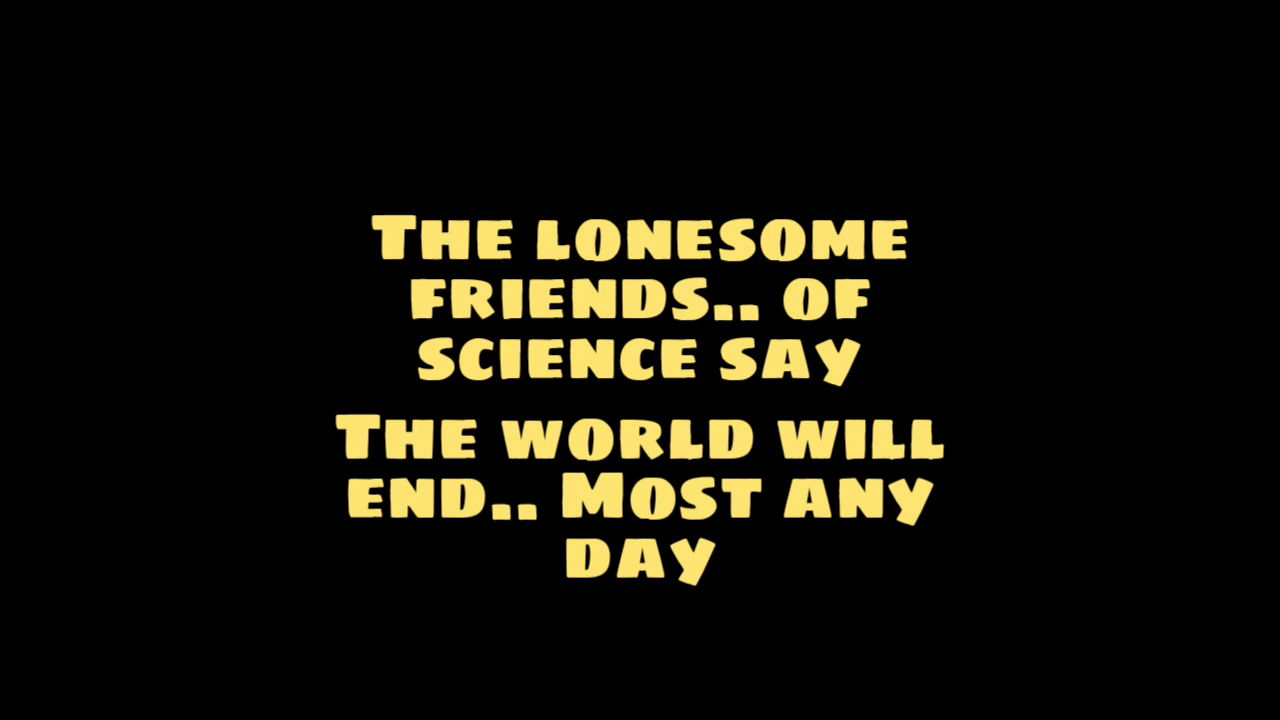 The lonesome
friends.. of
science say
The world will
end.. Most any
day